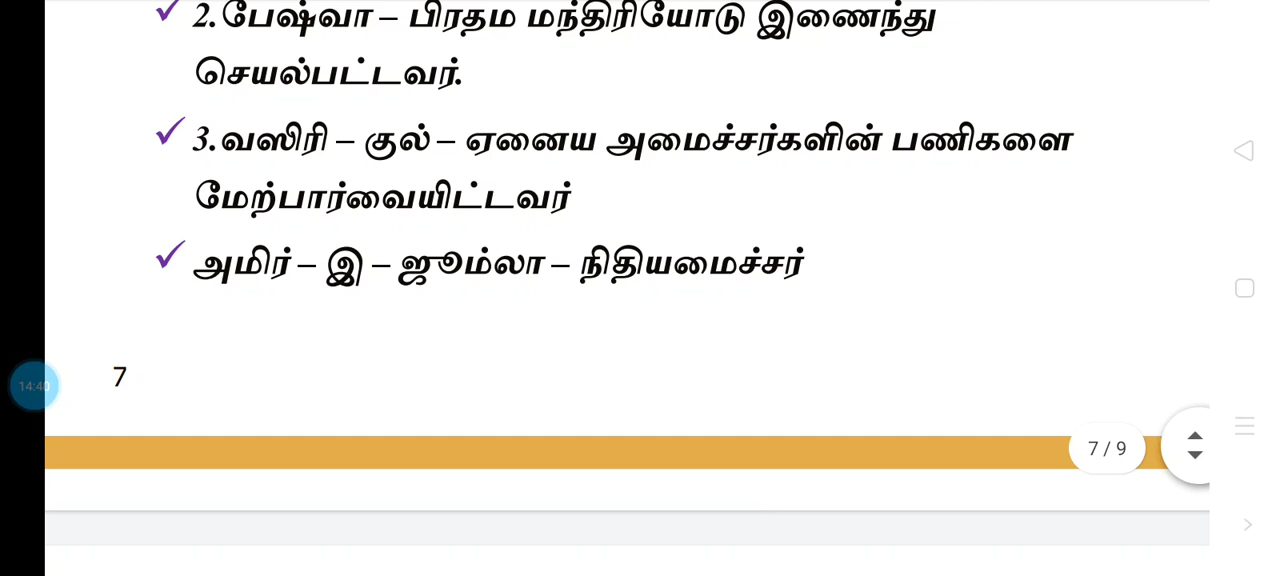 2.பேஷ்வா – பிரதம மந்திரியோடு இணைந்து
செயல்பட்டவர்.
3.வஸிரி – குல் – ஏனைய அமைச்சர்களின் பணிகளை
மேற்பார்வையிட்டவர்
அமிர் – இ – ஜூம்லா – நிதியமைச்சர்
7
14:40
7 / 9